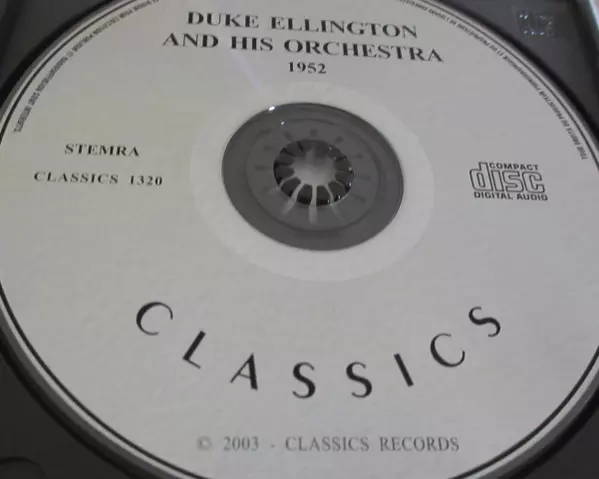 DUKE ELLINGTON
AND HIS ORCHESTRA
1952
STEMRA
CLASSICS 1320
COMPACT
disc
DIGITAL AUDIO
CLASSICS
© 2003 - CLASSICS RECORDS